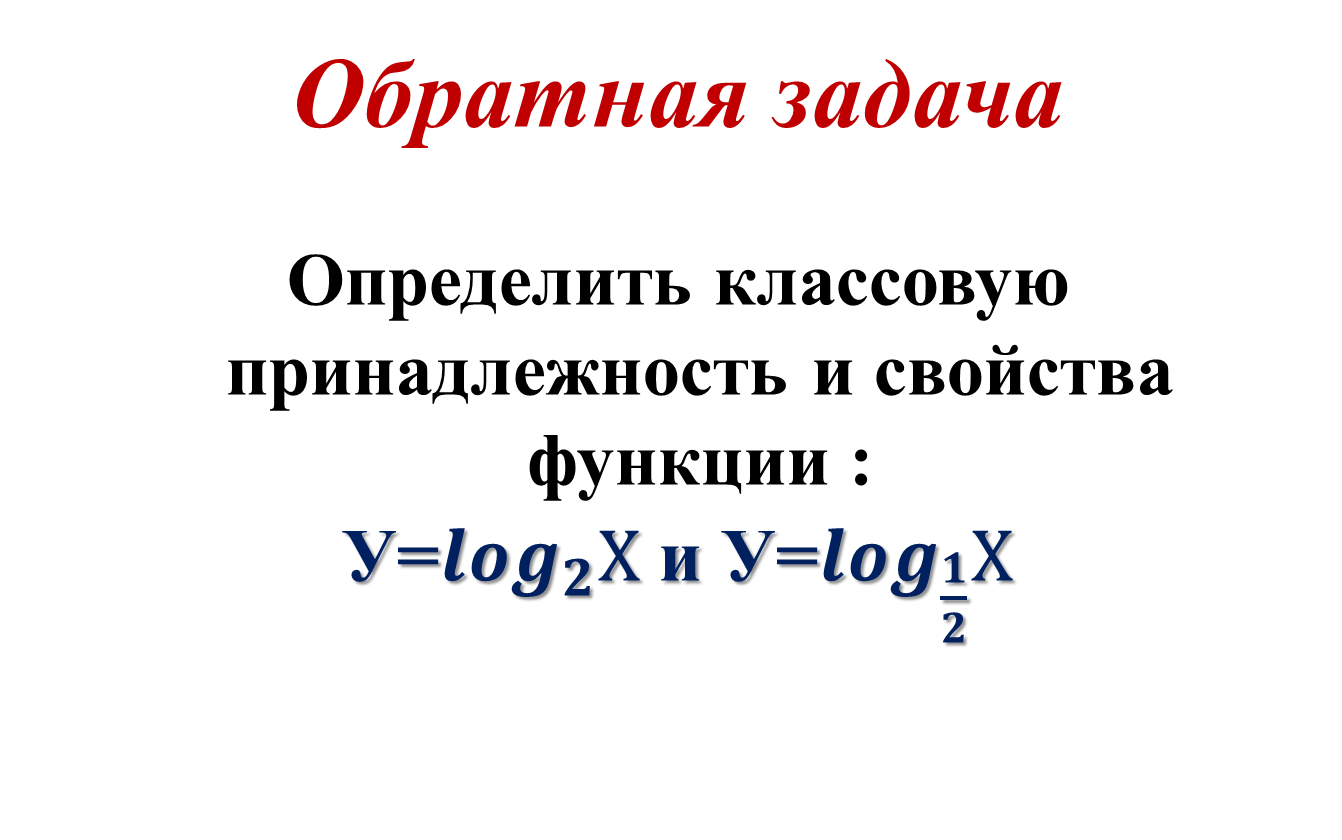 Обратная задача
Определить классовую
принадлежность и свойства
функции :
У=log₂X и У=log½X